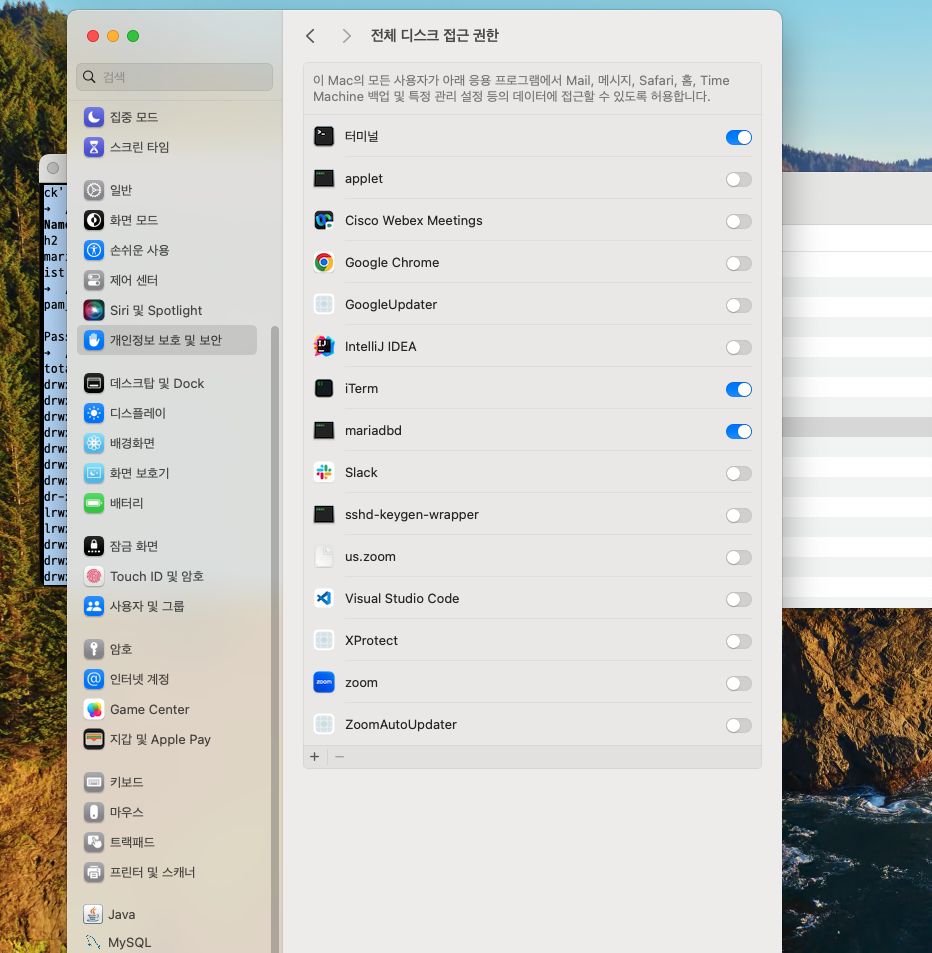 전체 디스크 접근 권한
검색
이 Mac의 모든 사용자가 아래 응용 프로그램에서 Mail, 메시지, Safari, 홈, Time
Machine 백업 및 특정 관리 설정 등의 데이터에 접근할 수 있도록 허용합니다.
집중 모드
스크린 타임
일반
화면 모드
손쉬운 사용
제어 센터
Siri 및 Spotlight
개인정보 보호 및 보안
데스크탑 및 Dock
디스플레이
배경화면
화면 보호기
배터리
잠금 화면
Touch ID 및 암호
사용자 및 그룹
암호
인터넷 계정
Game Center
지갑 및 Apple Pay
키보드
마우스
트랙패드
프린터 및 스캐너
Java
MySQL
터미널
applet
Cisco Webex Meetings
Google Chrome
GoogleUpdater
IntelliJ IDEA
iTerm
mariadbd
Slack
sshd-keygen-wrapper
us.zoom
Visual Studio Code
XProtect
zoom
zoom
ZoomAutoUpdater
ck'
Name
h2
mari
ist
pam_
Pass
tota
drwx
drwx
drwx
drwx
drwx
drwx
drwx
dr-x
lrwx
lrwx
drwx
drwx
drwx